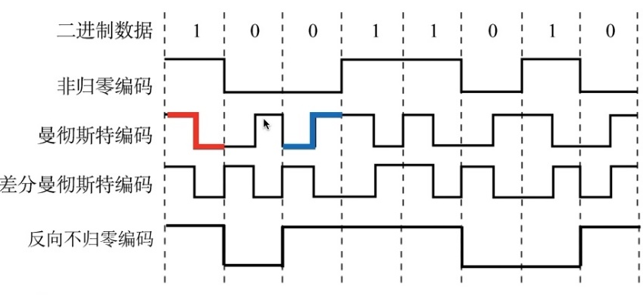 二进制数据 1 0 0 1 1 0 1 0
非归零编码
曼彻斯特编码
差分曼彻斯特编码
反向不归零编码